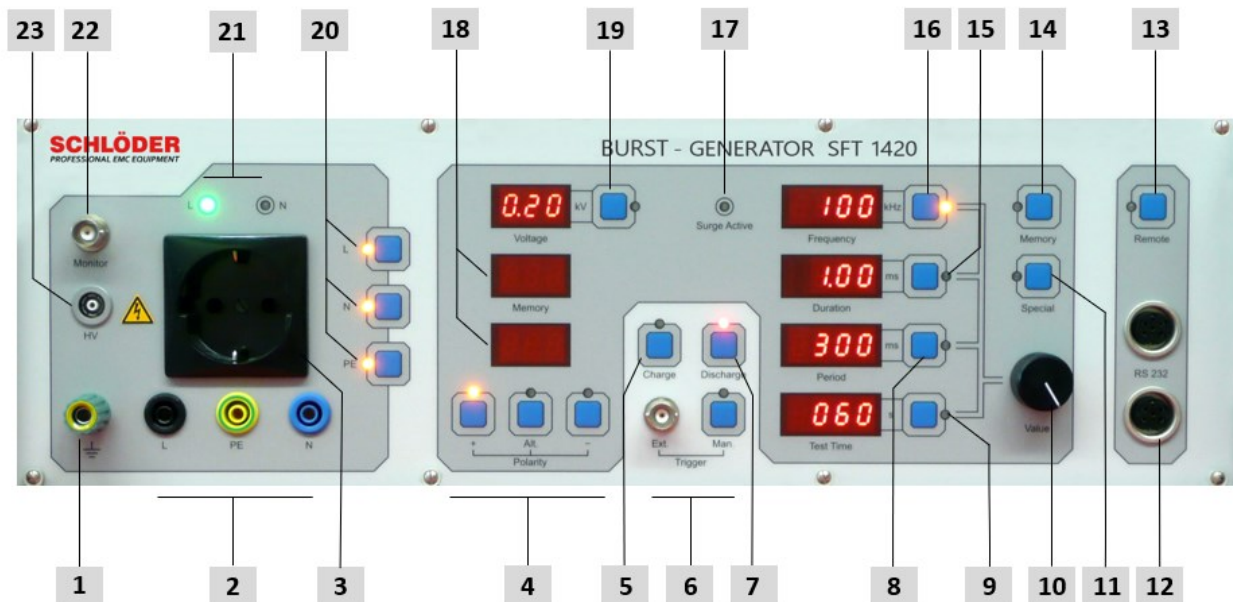 23 22 21 20 18 19 17 16 15 14 13
SCHLÖDER
PROFESSIONAL EMC EQUIPMENT
BURST - GENERATOR SFT 1420
L N
Monitor
HV
L
N
PE
L PE N
0.20 kV
Voltage
Memory
+ Alt. -
Polarity
Surge Active
Charge Discharge
Ext. Man.
Trigger
100 kHz
Frequency
1.00 ms
Duration
300 ms
Period
060 s
Test Time
Memory
Special
Value
Remote
RS 232
1 2 3 4 5 6 7 8 9 10 11 12